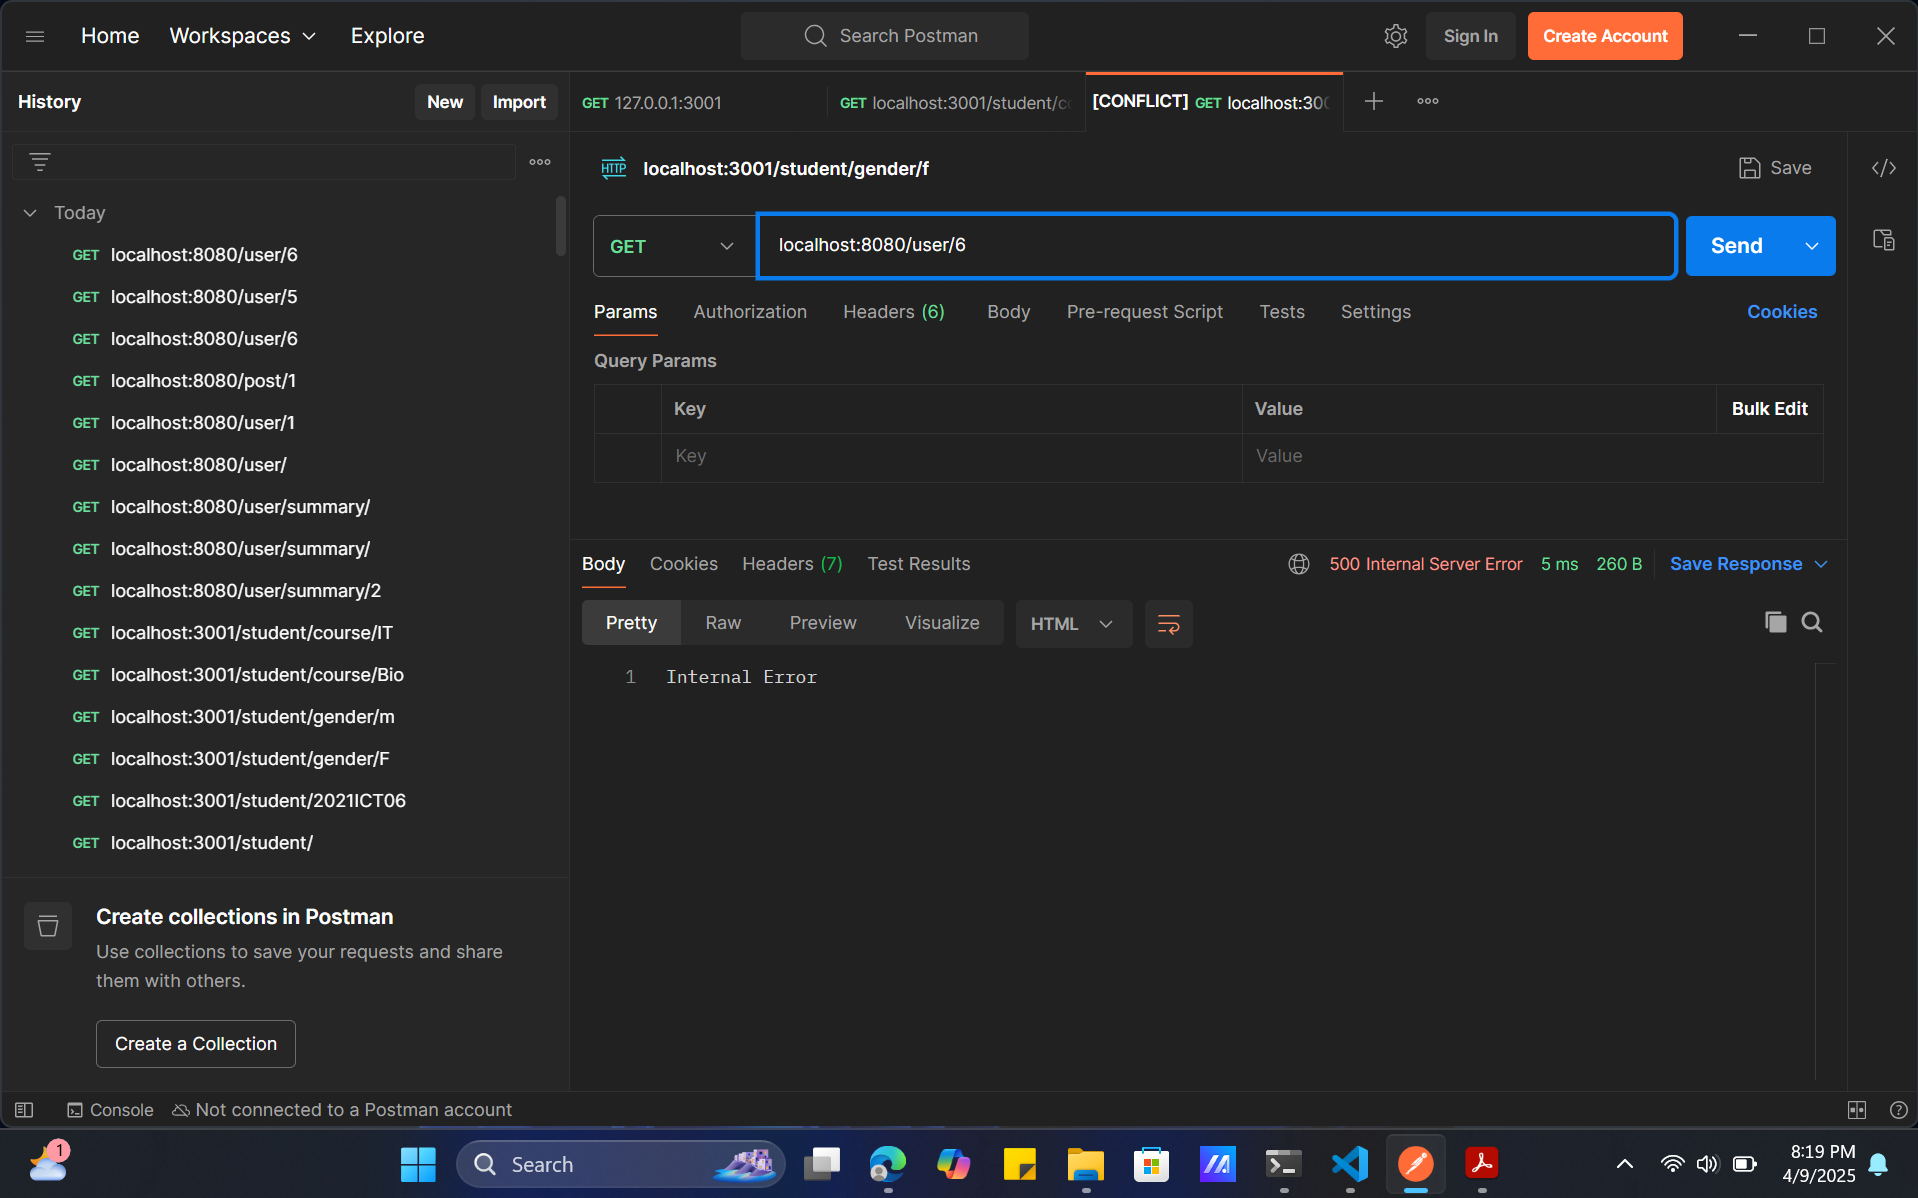 Home Workspaces Explore Search Postman Sign In Create Account
History New Import
GET 127.0.0.1:3001 GET localhost:3001/student/co [CONFLICT] GET localhost:300
HTTP localhost:3001/student/gender/f Save
Today
GET localhost:8080/user/6
GET localhost:8080/user/5
GET localhost:8080/user/6
GET localhost:8080/post/1
GET localhost:8080/user/1
GET localhost:8080/user/
GET localhost:8080/user/summary/
GET localhost:8080/user/summary/
GET localhost:8080/user/summary/2
GET localhost:3001/student/course/IT
GET localhost:3001/student/course/Bio
GET localhost:3001/student/gender/m
GET localhost:3001/student/gender/F
GET localhost:3001/student/2021ICT06
GET localhost:3001/student/
Create collections in Postman
Use collections to save your requests and share
them with others.
Create a Collection
GET localhost:8080/user/6 Send
Params Authorization Headers (6) Body Pre-request Script Tests Settings Cookies
Query Params
Key Value Bulk Edit
Key Value
Body Cookies Headers (7) Test Results 500 Internal Server Error 5 ms 260 B Save Response
Pretty Raw Preview Visualize HTML
1 Internal Error
Console Not connected to a Postman account
1 Search 8:19 PM
4/9/2025